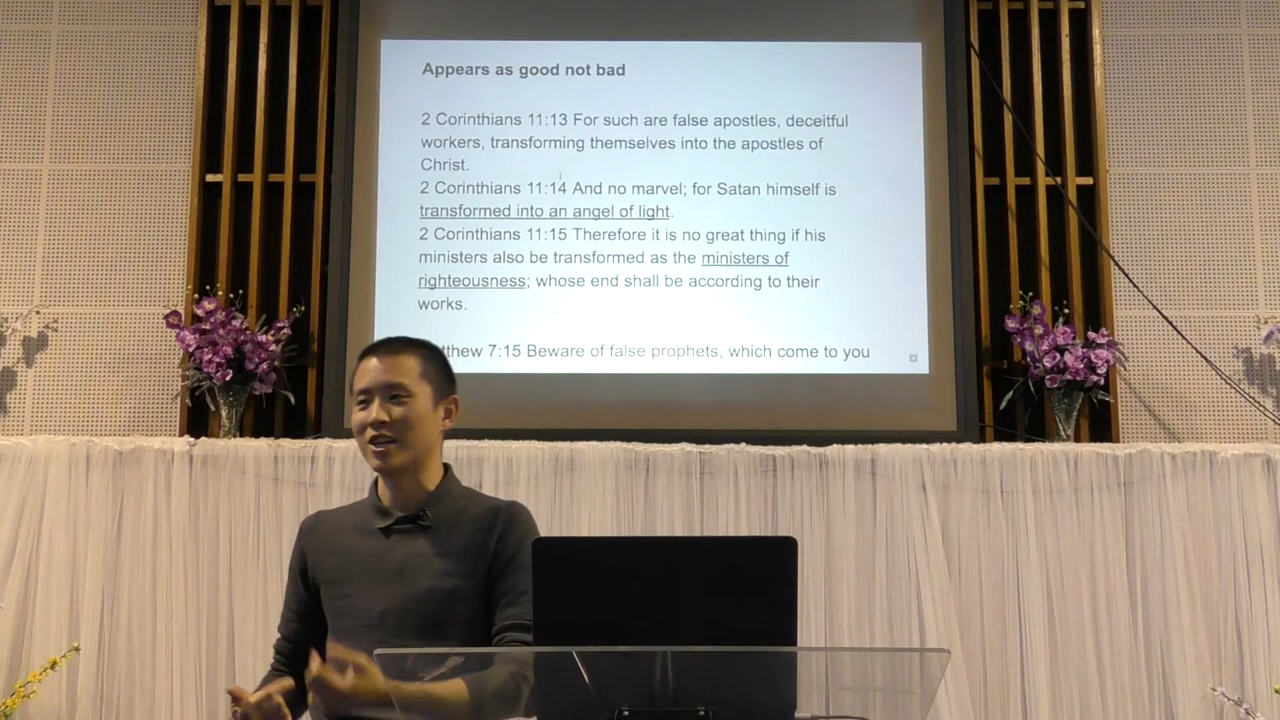 Appears as good not bad
2 Corinthians 11:13 For such are false apostles, deceitful
workers, transforming themselves into the apostles of
Christ.
2 Corinthians 11:14 And no marvel; for Satan himself is
transformed into an angel of light.
2 Corinthians 11:15 Therefore it is no great thing if his
ministers also be transformed as the ministers of
righteousness; whose end shall be according to their
works.
tthew 7:15 Beware of false prophets, which come to you